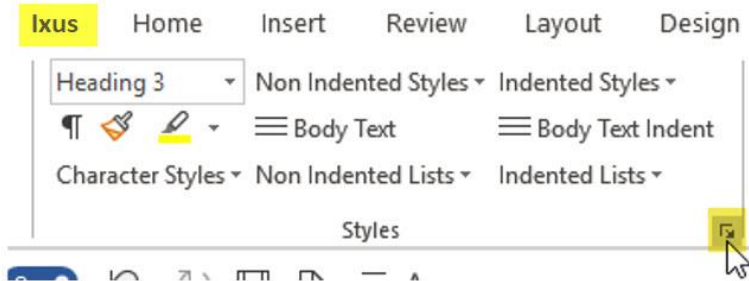 Ixus Home Insert Review Layout Design
Heading 3 Non Indented Styles Indented Styles
Body Text Body Text Indent
Character Styles Non Indented Lists Indented Lists
Styles